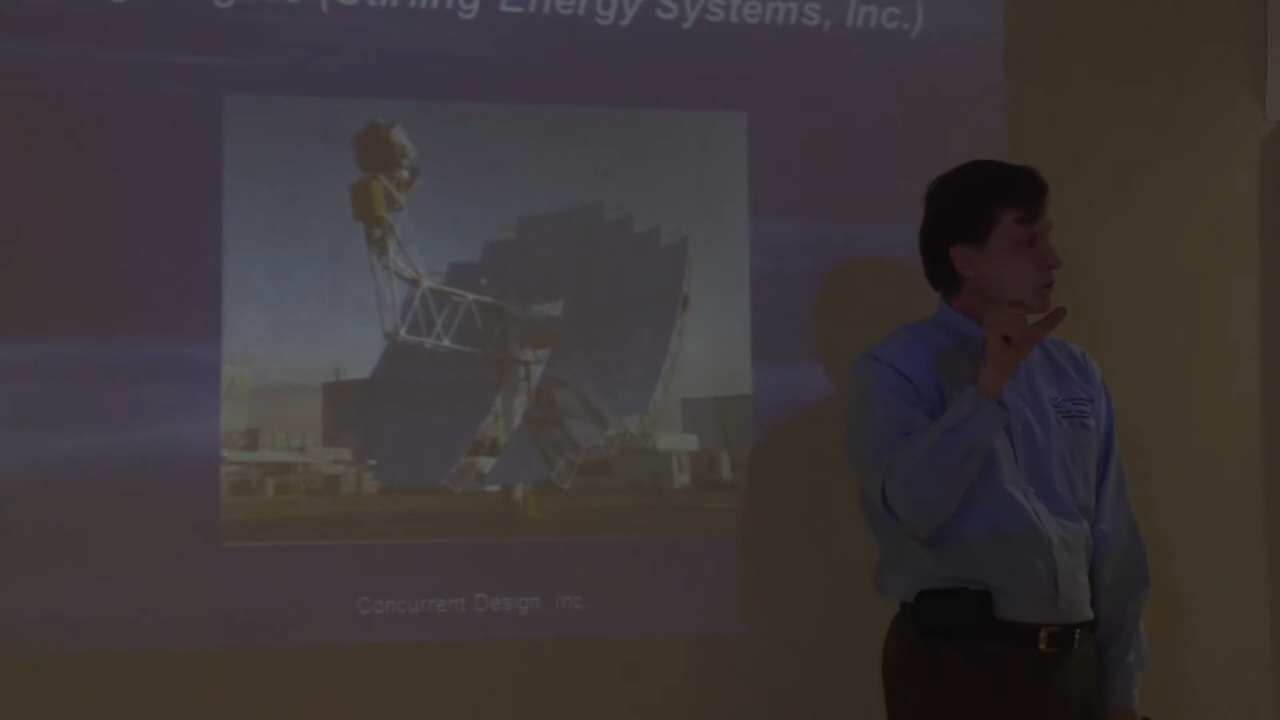 (Stirling Energy Systems, Inc.)
Concurrent Design, Inc.